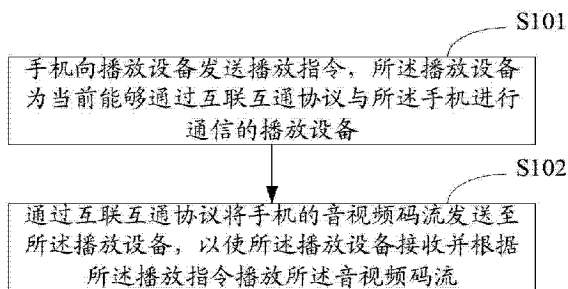 S101
手机向播放设备发送播放指令，所述播放设备
为当前能够通过互联互通协议与所述手机进行
通信的播放设备
S102
通过互联互通协议将手机的音视频码流发送至
所述播放设备，以使所述播放设备接收并根据
所述播放指令播放所述音视频码流